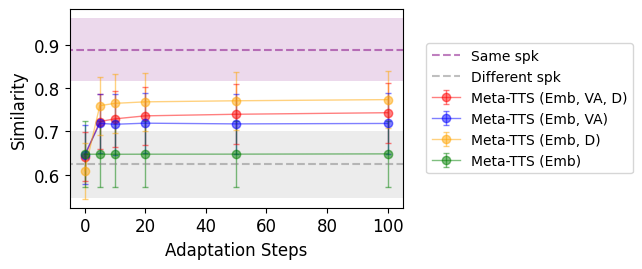 Similarity
0.9
0.8
0.7
0.6
0
20
40
60
80
100
Adaptation Steps
Same spk
Different spk
Meta-TTS (Emb, VA, D)
Meta-TTS (Emb, VA)
Meta-TTS (Emb, D)
Meta-TTS (Emb)